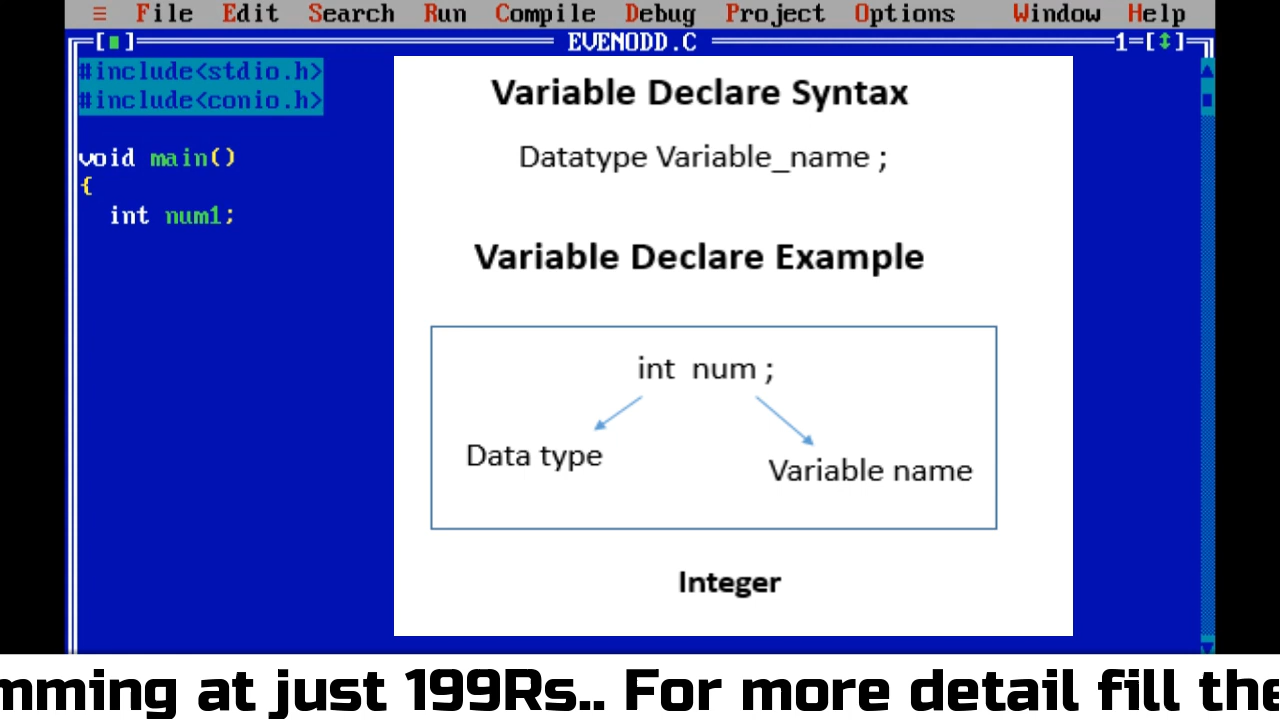 ≡ File Edit Search Run Compile Debug Project Options Window Help
[■] EVENODD.C 1=[↕]
#include<stdio.h>
#include<conio.h>
void main()
{
int num1;
Variable Declare Syntax
Datatype Variable_name ;
Variable Declare Example
int num ;
Data type
Variable name
Integer
mming at just 199Rs.. For more detail fill the